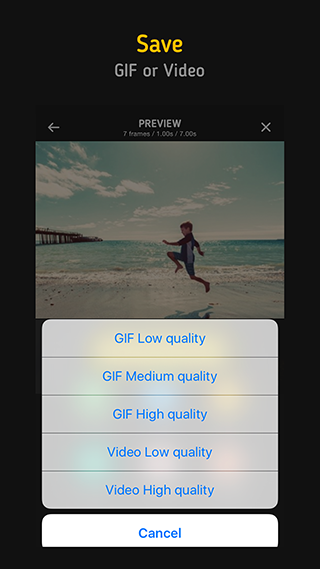 Save
GIF or Video
PREVIEW
7 frames / 1.00s / 7.00s
GIF Low quality
GIF Medium quality
GIF High quality
Video Low quality
Video High quality
Cancel